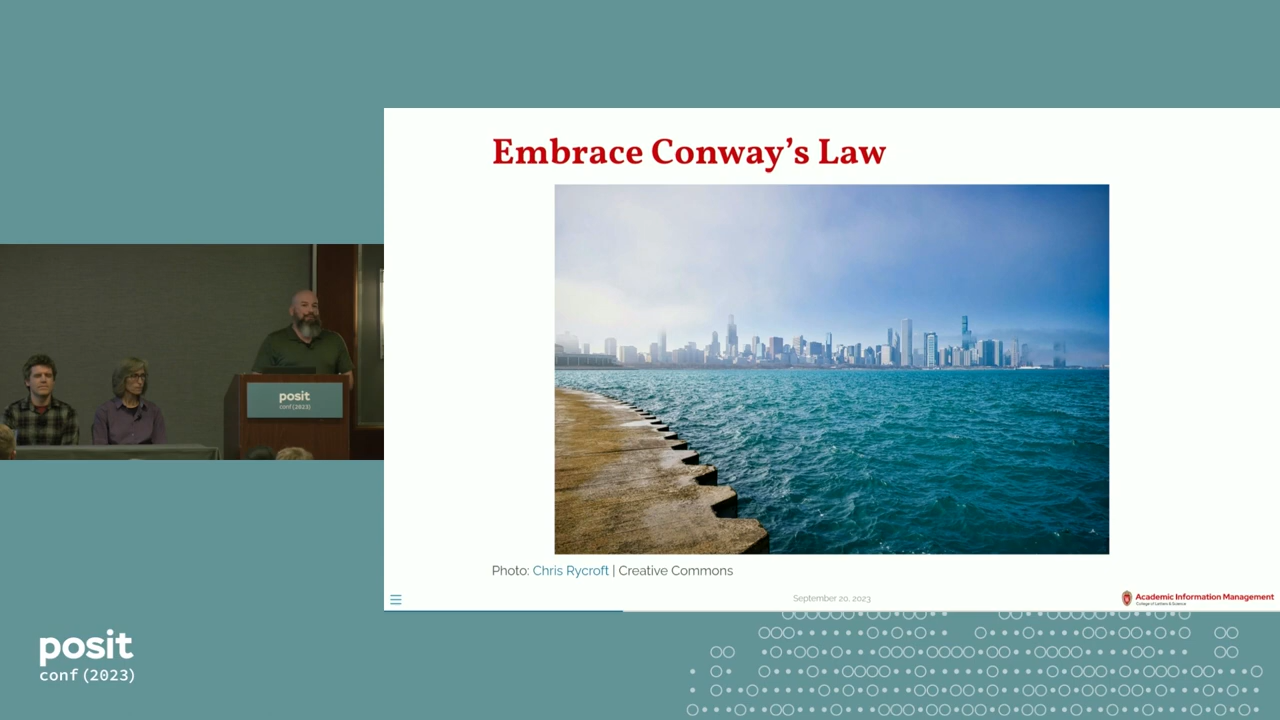 Embrace Conway's Law
posit
conf(2023)
Photo: Chris Rycroft | Creative Commons
September 20, 2023
Academic Information Management
College of Letters & Science
posit
conf(2023)